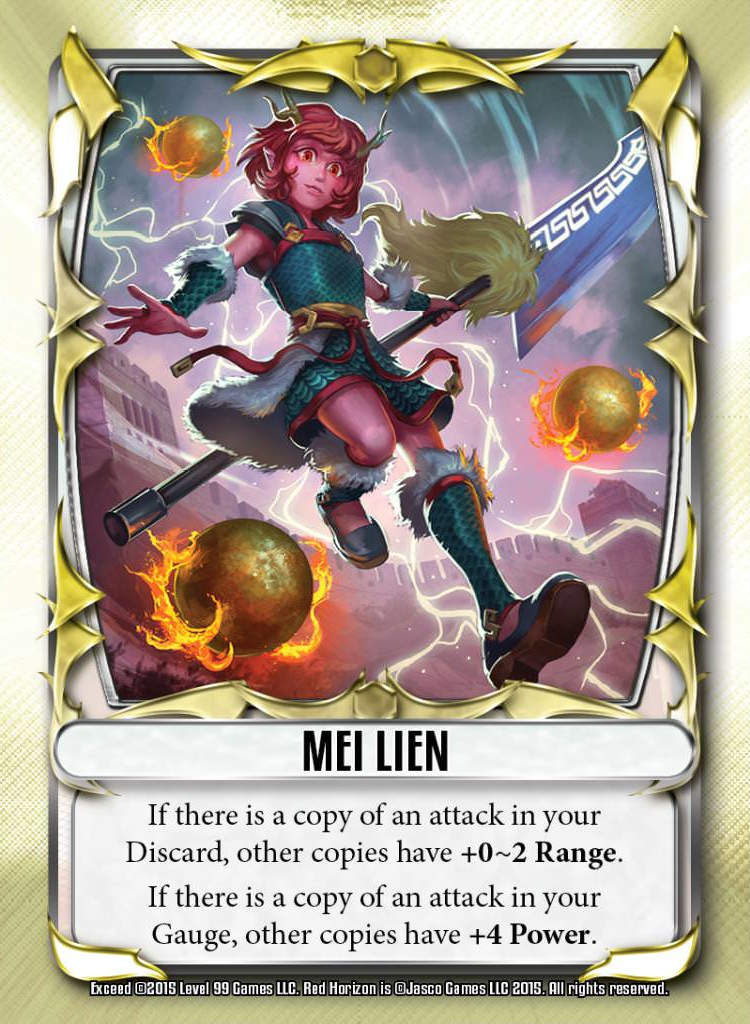 MEI LIEN
If there is a copy of an attack in your
Discard, other copies have +0~2 Range.
If there is a copy of an attack in your
Gauge, other copies have +4 Power.
Exceed ©2015 Level 99 Games LLC. Red Horizon is ©Jasco Games LLC 2015. All rights reserved.